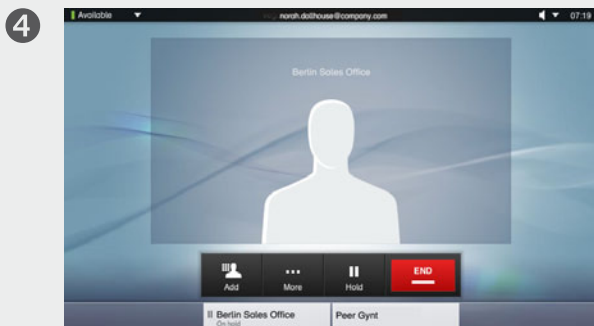 4
Available norah.dollhouse@company.com 07:19
Berlin Sales Office
Add More Hold END
Berlin Sales Office Peer Gynt
On hold